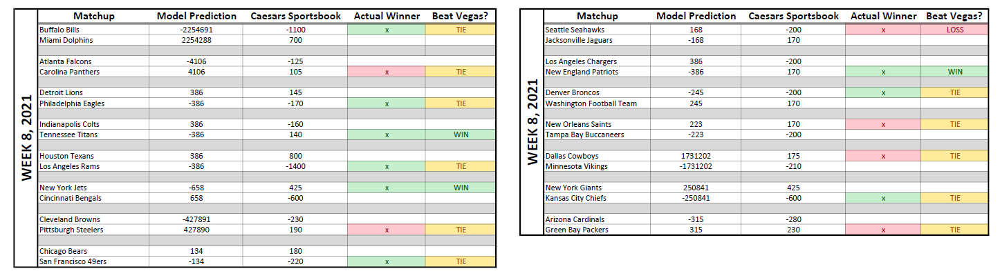 Matchup Model Prediction Caesars Sportsbook Actual Winner Beat Vegas?
WEEK 8, 2021
Buffalo Bills -2254691 -1100 x TIE
Miami Dolphins 2254288 700
Atlanta Falcons -4106 -125
Carolina Panthers 4106 105 x TIE
Detroit Lions 386 145
Philadelphia Eagles -386 -170 x TIE
Indianapolis Colts 386 -160
Tennessee Titans -386 140 x WIN
Houston Texans 386 800
Los Angeles Rams -386 -1400 x TIE
New York Jets -658 425 x WIN
Cincinnati Bengals 658 -600
Cleveland Browns -427891 -230
Pittsburgh Steelers 427890 190 x TIE
Chicago Bears 134 180
San Francisco 49ers -134 -220 x TIE
Matchup Model Prediction Caesars Sportsbook Actual Winner Beat Vegas?
WEEK 8, 2021
Seattle Seahawks 168 -200 x LOSS
Jacksonville Jaguars -168 170
Los Angeles Chargers 386 -200
New England Patriots -386 170 x WIN
Denver Broncos -245 -200 x TIE
Washington Football Team 245 170
New Orleans Saints 223 170 x TIE
Tampa Bay Buccaneers -223 -200
Dallas Cowboys 1731202 175 x TIE
Minnesota Vikings -1731202 -210
New York Giants 250841 425
Kansas City Chiefs -250841 -600 x TIE
Arizona Cardinals -315 -280
Green Bay Packers 315 230 x TIE